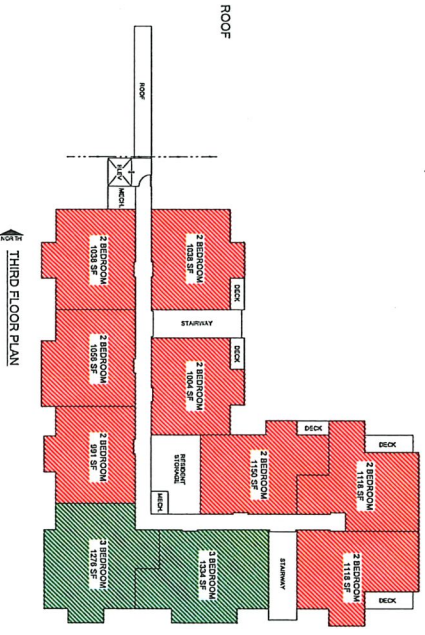 ROOF
ROOF
ELEV
MECH.
2 BEDROOM
1038 SF
2 BEDROOM
1038 SF
DECK
STAIRWAY
DECK
2 BEDROOM
1056 SF
2 BEDROOM
1004 SF
2 BEDROOM
991 SF
RESIDENT
STORAGE
MECH.
2 BEDROOM
1150 SF
DECK
DECK
2 BEDROOM
1118 SF
2 BEDROOM
1118 SF
DECK
STAIRWAY
3 BEDROOM
1334 SF
3 BEDROOM
1276 SF
NORTH
THIRD FLOOR PLAN